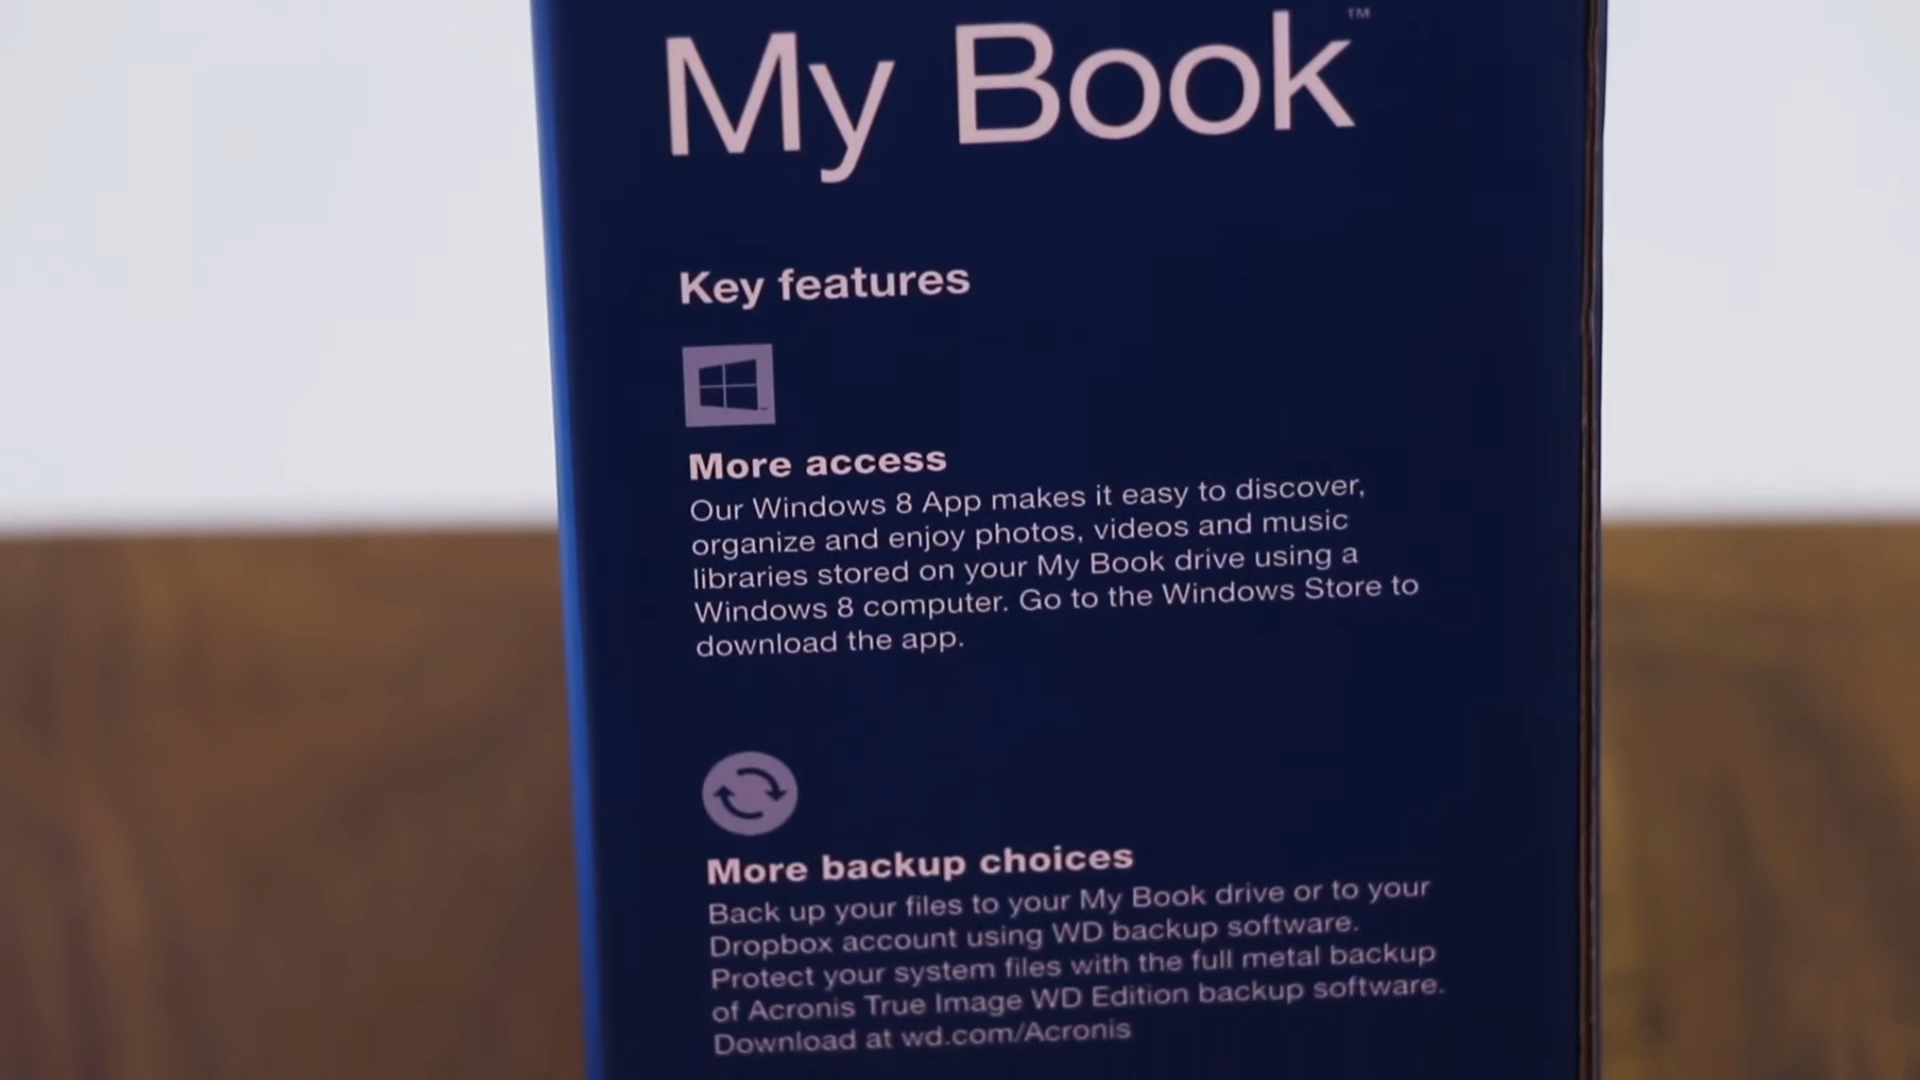 My Book™
Key features
More access
Our Windows 8 App makes it easy to discover,
organize and enjoy photos, videos and music
libraries stored on your My Book drive using a
Windows 8 computer. Go to the Windows Store to
download the app.
More backup choices
Back up your files to your My Book drive or to your
Dropbox account using WD backup software.
Protect your system files with the full metal backup
of Acronis True Image WD Edition backup software.
Download at wd.com/Acronis